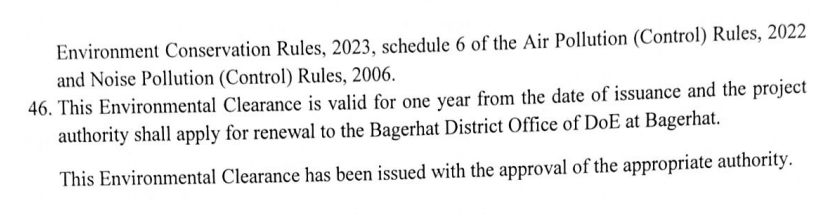 Environment Conservation Rules, 2023, schedule 6 of the Air Pollution (Control) Rules, 2022
and Noise Pollution (Control) Rules, 2006.
46. This Environmental Clearance is valid for one year from the date of issuance and the project
authority shall apply for renewal to the Bagerhat District Office of DoE at Bagerhat.
This Environmental Clearance has been issued with the approval of the appropriate authority.